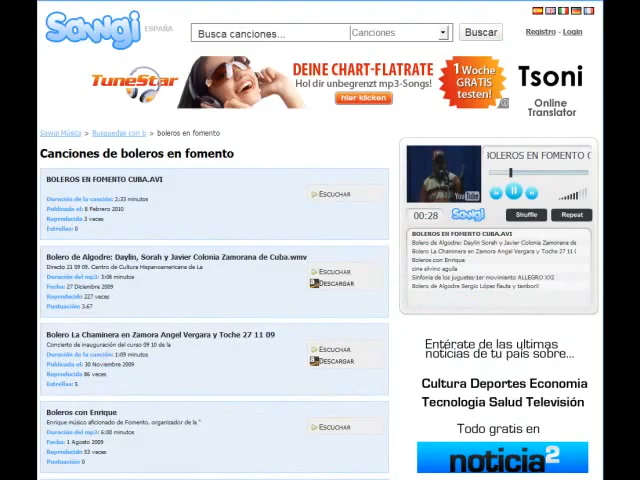 Sawgi ESPAÑA
Busca canciones... Canciones Buscar
Registro - Login
TuneStar
DEINE CHART-FLATRATE
Hol dir unbegrenzt mp3-Songs!
hier klicken
1 Woche
GRATIS
testen!
Tsoni
Online
Translator
Sawgi Música > Busquedas con b > boleros en fomento
Canciones de boleros en fomento
BOLEROS EN FOMENTO CUBA.AVI
Duración de la canción: 2:33 minutos
Publicada el: 8 Febrero 2010
Reproducida 3 veces
Estrellas: 0
ESCUCHAR
Bolero de Algodre: Daylin, Sorah y Javier Colonia Zamorana de Cuba.wmv
Directo 21 09 09. Centro de Cultura Hispanoamericana de La
Duración del mp3: 3:06 minutos
Fecha: 27 Diciembre 2009
Reproducido 227 veces
Puntuación: 3.67
ESCUCHAR
DESCARGAR
Bolero La Chaminera en Zamora Angel Vergara y Toche 27 11 09
Concierto de inauguración del curso 09 10 de la
Duración de la canción: 1:09 minutos
Publicada el: 30 Noviembre 2009
Reproducida 86 veces
Estrellas: 5
ESCUCHAR
DESCARGAR
Boleros con Enrique
Enrique músico aficionado de Fomento, organizador de la "
Duración del mp3: 6:00 minutos
Fecha: 1 Agosto 2009
Reproducido 53 veces
Puntuación: 0
ESCUCHAR
YouTube
BOLEROS EN FOMENTO C
00:28 Sawgi Shuffle Repeat
BOLEROS EN FOMENTO CUBA.AVI
Bolero de Algodre: Daylin Sorah y Javier Colonia Zamorana de
Bolero La Chaminera en Zamora Angel Vergara y Toche 27 11
Boleros con Enrique
cine silvino aguila
Sinfonia de los juguetes-1er movimiento ALLEGRO XXI
Bolero de Algodre Sergio López flauta y tamboril
Entérate de las ultimas
noticias de tu país sobre...
Cultura Deportes Economia
Tecnologia Salud Televisión
Todo gratis en
noticia2